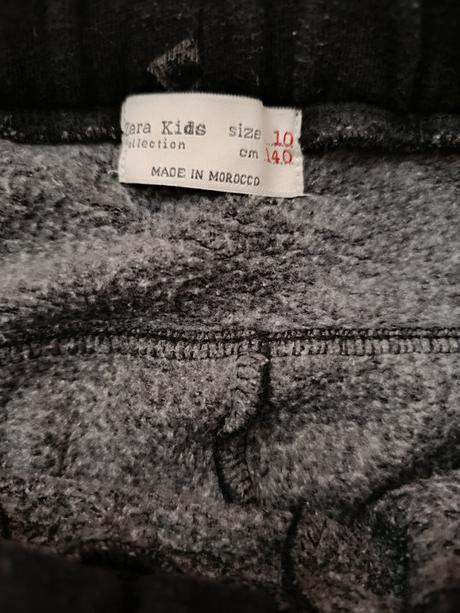 Zara Kids size 10
collection cm 140
MADE IN MOROCCO